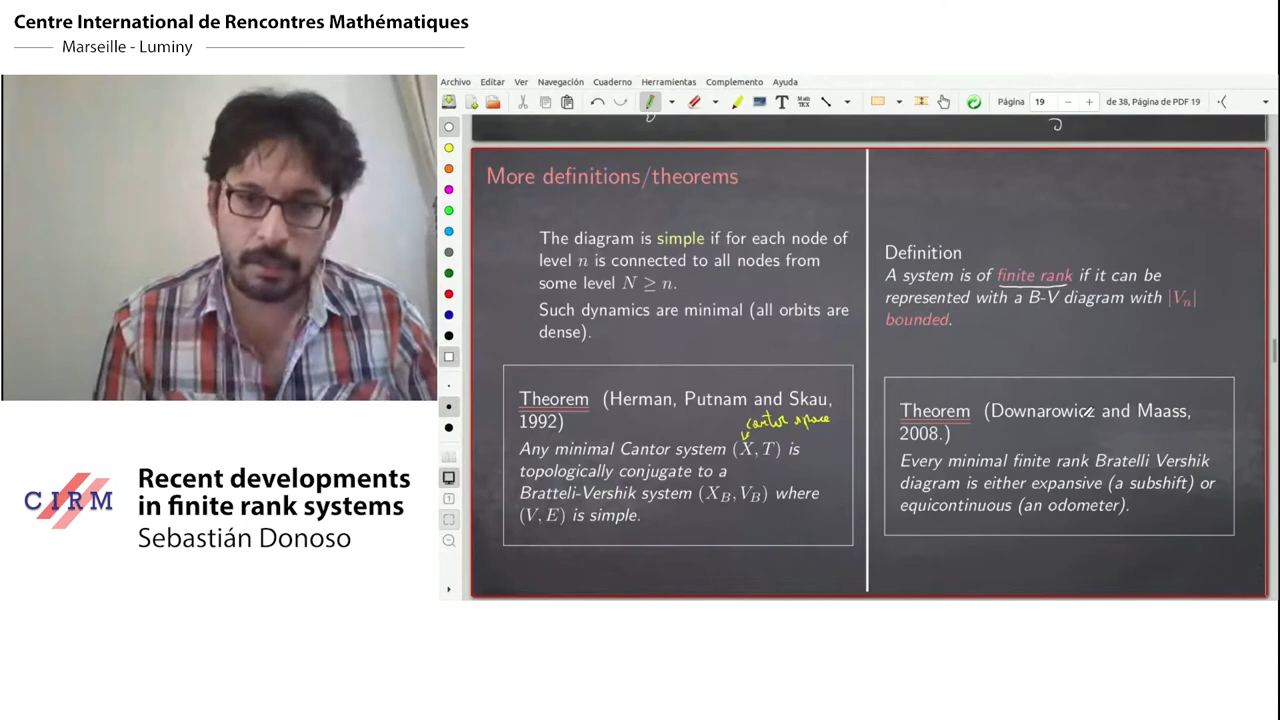 Centre International de Rencontres Mathématiques
Marseille - Luminy
Archivo Editar Ver Navegación Cuaderno Herramientas Complemento Ayuda
T Math TEX Página 19 de 38, Página de PDF 19
More definitions/theorems
The diagram is simple if for each node of
level n is connected to all nodes from
some level N ≥ n.
Such dynamics are minimal (all orbits are
dense).
Theorem (Herman, Putnam and Skau,
1992)
cantor space
Any minimal Cantor system (X, T) is
topologically conjugate to a
Bratteli-Vershik system (X_B, V_B) where
(V, E) is simple.
Definition
A system is of finite rank if it can be
represented with a B-V diagram with |V_n|
bounded.
Theorem (Downarowicz and Maass,
2008.)
Every minimal finite rank Bratelli Vershik
diagram is either expansive (a subshift) or
equicontinuous (an odometer).
CIRM
Recent developments
in finite rank systems
Sebastián Donoso